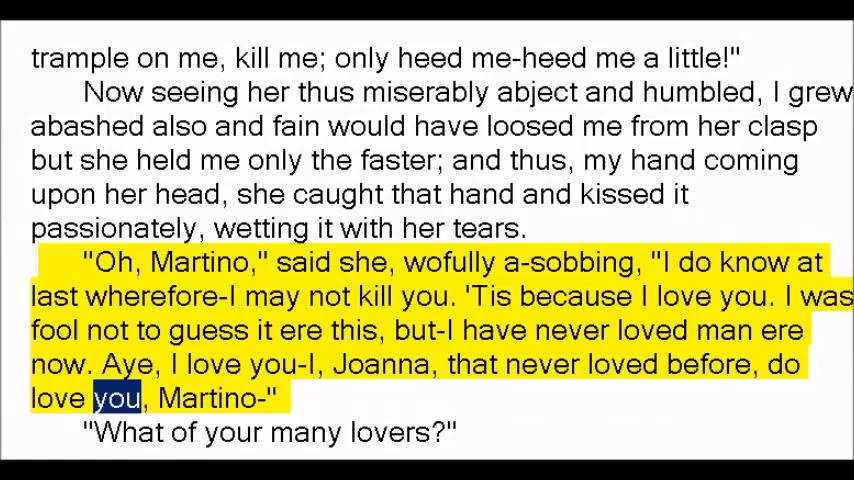 trample on me, kill me; only heed me-heed me a little!"
Now seeing her thus miserably abject and humbled, I grew
abashed also and fain would have loosed me from her clasp
but she held me only the faster; and thus, my hand coming
upon her head, she caught that hand and kissed it
passionately, wetting it with her tears.
"Oh, Martino," said she, wofully a-sobbing, "I do know at
last wherefore-I may not kill you. 'Tis because I love you. I was
fool not to guess it ere this, but-I have never loved man ere
now. Aye, I love you-I, Joanna, that never loved before, do
love you, Martino-"
"What of your many lovers?"